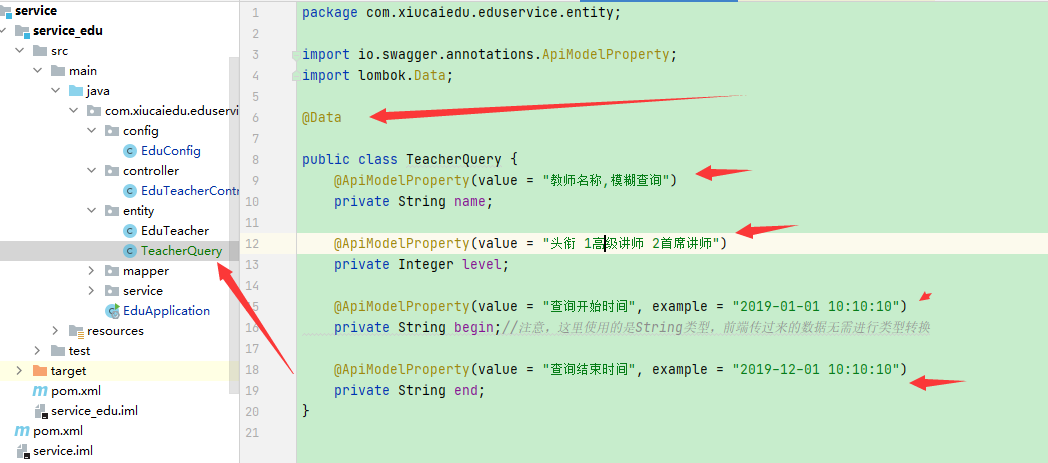 service
service_edu
src
main
java
com.xiucaiedu.eduservi
config
EduConfig
controller
EduTeacherContr
entity
EduTeacher
TeacherQuery
mapper
service
EduApplication
resources
test
target
pom.xml
service_edu.iml
pom.xml
service.iml
1 package com.xiucaiedu.eduservice.entity;
2
3 import io.swagger.annotations.ApiModelProperty;
4 import lombok.Data;
5
6 @Data
7
8 public class TeacherQuery {
9 @ApiModelProperty(value = "教师名称,模糊查询")
10 private String name;
11
12 @ApiModelProperty(value = "头衔 1高级讲师 2首席讲师")
13 private Integer level;
14
15 @ApiModelProperty(value = "查询开始时间", example = "2019-01-01 10:10:10")
16 private String begin;//注意，这里使用的是String类型，前端传过来的数据无需进行类型转换
17
18 @ApiModelProperty(value = "查询结束时间", example = "2019-12-01 10:10:10")
19 private String end;
20 }
21